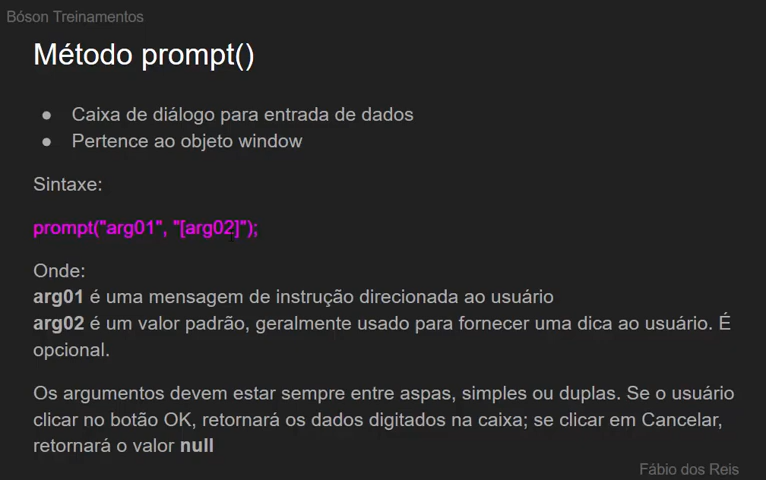 Bóson Treinamentos
Método prompt()
● Caixa de diálogo para entrada de dados
● Pertence ao objeto window
Sintaxe:
prompt("arg01", "[arg02]");
Onde:
arg01 é uma mensagem de instrução direcionada ao usuário
arg02 é um valor padrão, geralmente usado para fornecer uma dica ao usuário. É
opcional.
Os argumentos devem estar sempre entre aspas, simples ou duplas. Se o usuário
clicar no botão OK, retornará os dados digitados na caixa; se clicar em Cancelar,
retornará o valor null
Fábio dos Reis